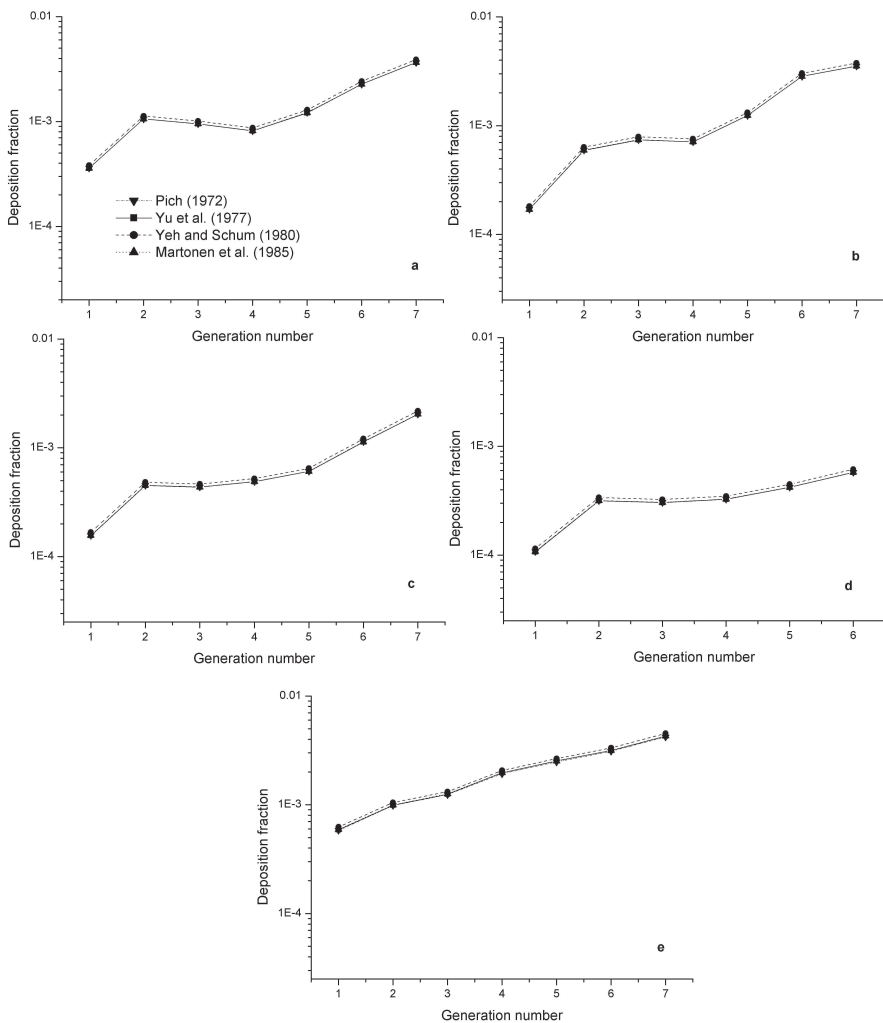 0.01
1E-3
1E-4
Deposition fraction
Pich (1972)
Yu et al. (1977)
Yeh and Schum (1980)
Martonen et al. (1985)
a
1 2 3 4 5 6 7
Generation number
0.01
1E-3
1E-4
Deposition fraction
b
1 2 3 4 5 6 7
Generation number
0.01
1E-3
1E-4
Deposition fraction
c
1 2 3 4 5 6 7
Generation number
0.01
1E-3
1E-4
Deposition fraction
d
1 2 3 4 5 6
Generation number
0.01
1E-3
1E-4
Deposition fraction
e
1 2 3 4 5 6 7
Generation number